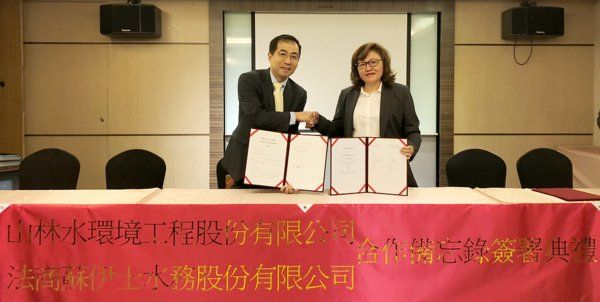 山林水環境工程股份有限公司
法商蘇伊士水務股份有限公司
合作備忘錄簽署典禮